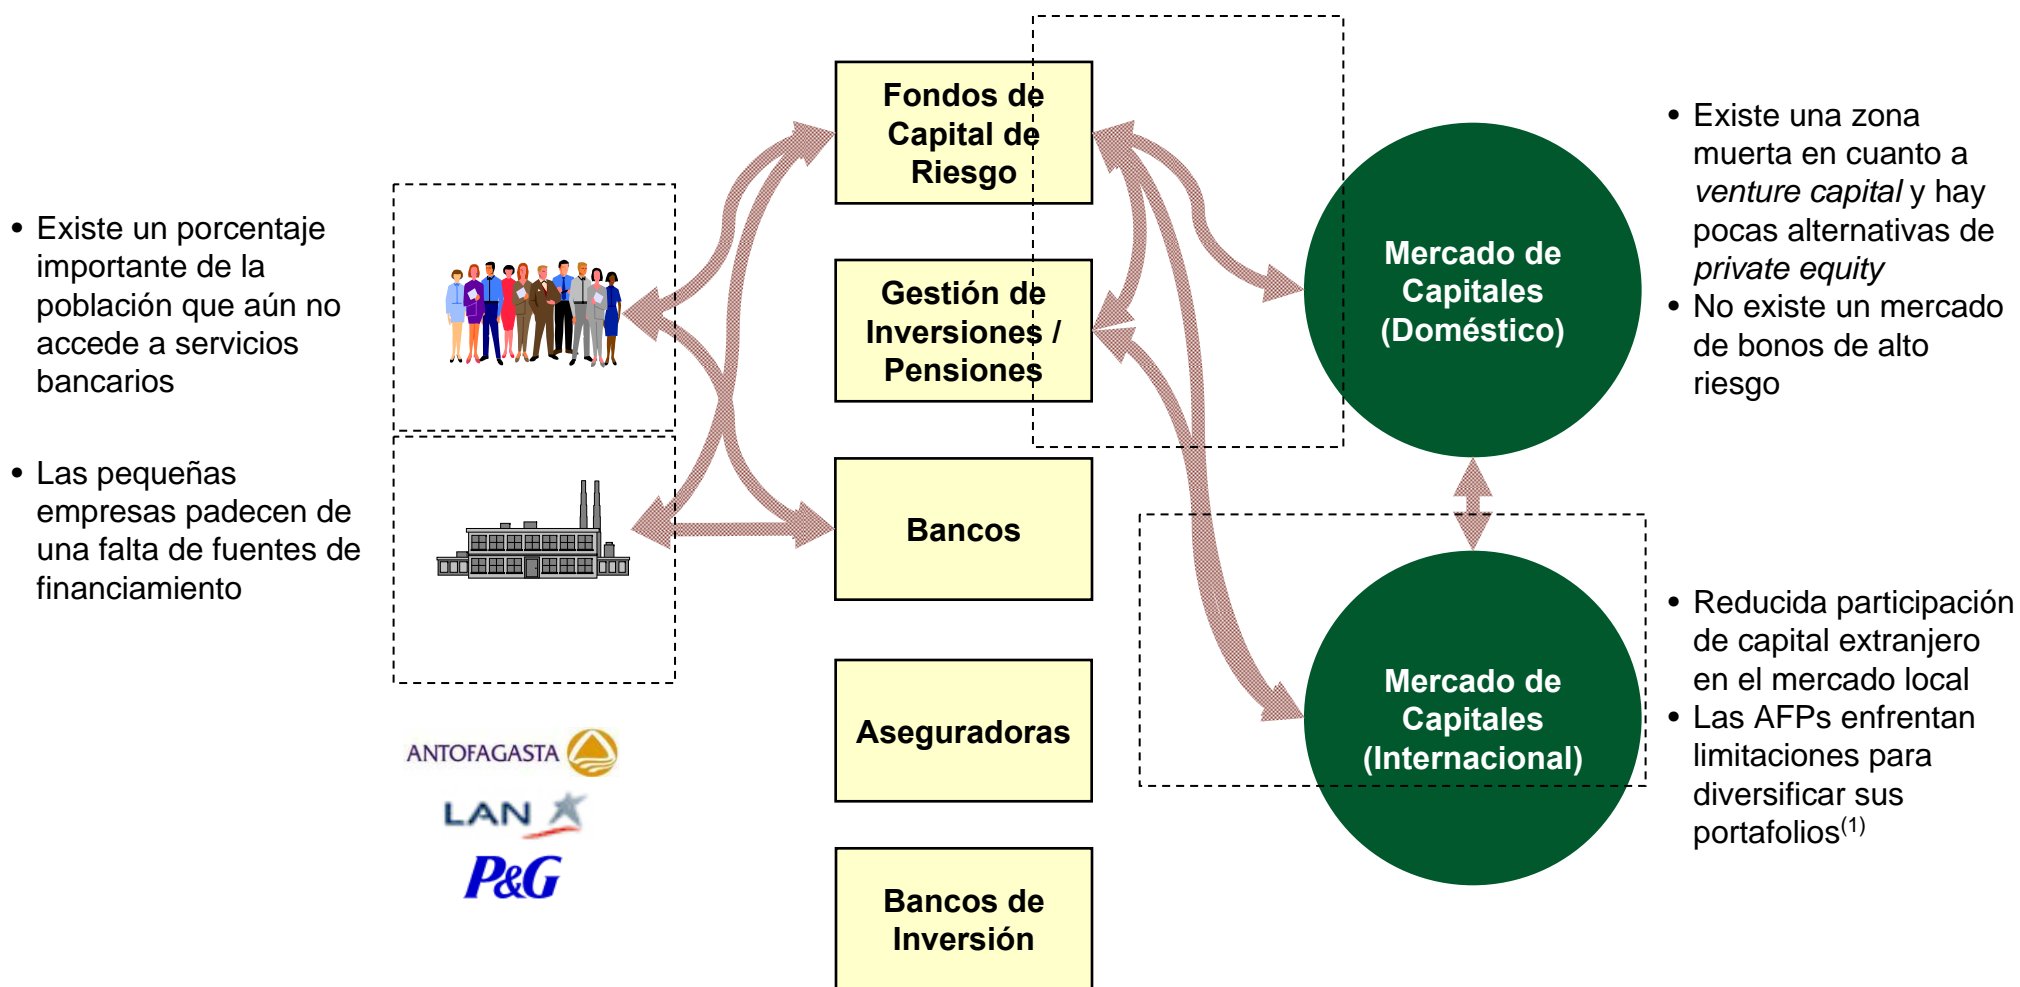 • Existe un porcentaje
importante de la
población que aún no
accede a servicios
bancarios
• Las pequeñas
empresas padecen de
una falta de fuentes de
financiamiento
ANTOFAGASTA
LAN
P&G
Fondos de
Capital de
Riesgo
Gestión de
Inversiones /
Pensiones
Bancos
Aseguradoras
Bancos de
Inversión
Mercado de
Capitales
(Doméstico)
Mercado de
Capitales
(Internacional)
• Existe una zona
muerta en cuanto a
venture capital y hay
pocas alternativas de
private equity
• No existe un mercado
de bonos de alto
riesgo
• Reducida participación
de capital extranjero
en el mercado local
• Las AFPs enfrentan
limitaciones para
diversificar sus
portafolios(1)